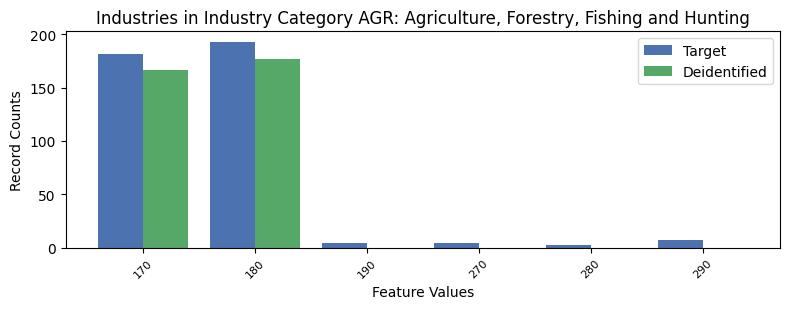 Industries in Industry Category AGR: Agriculture, Forestry, Fishing and Hunting
Target
Deidentified
Record Counts
200
150
100
50
0
170
180
190
270
280
290
Feature Values